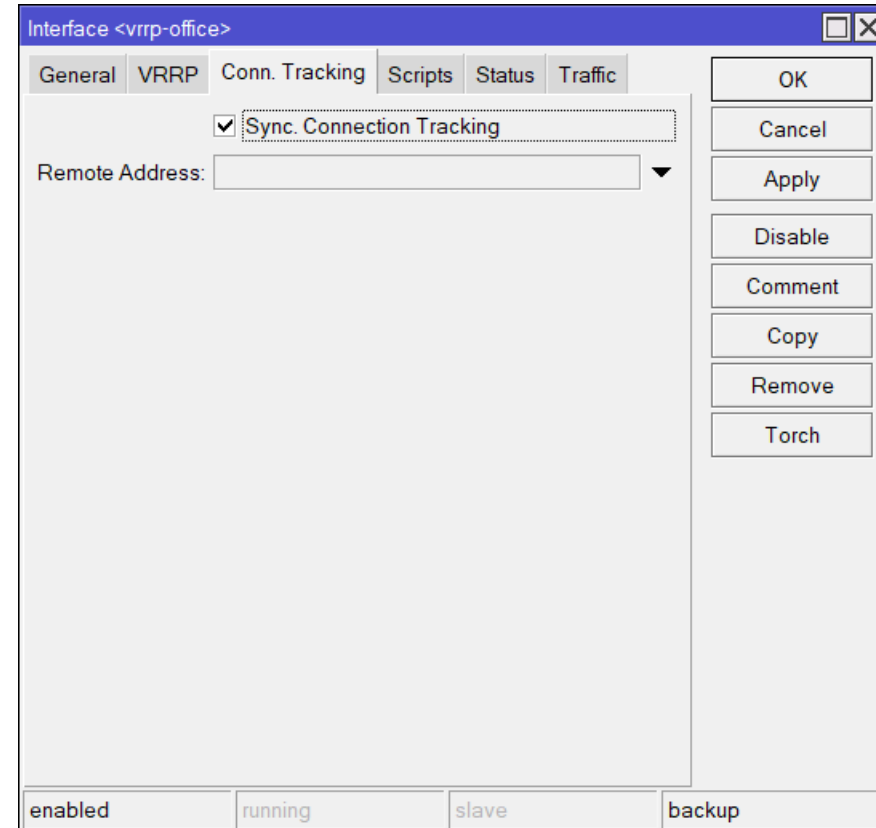 Interface <vrrp-office>
General VRRP Conn. Tracking Scripts Status Traffic
OK
Sync. Connection Tracking
Cancel
Remote Address:
Apply
Disable
Comment
Copy
Remove
Torch
enabled running slave backup